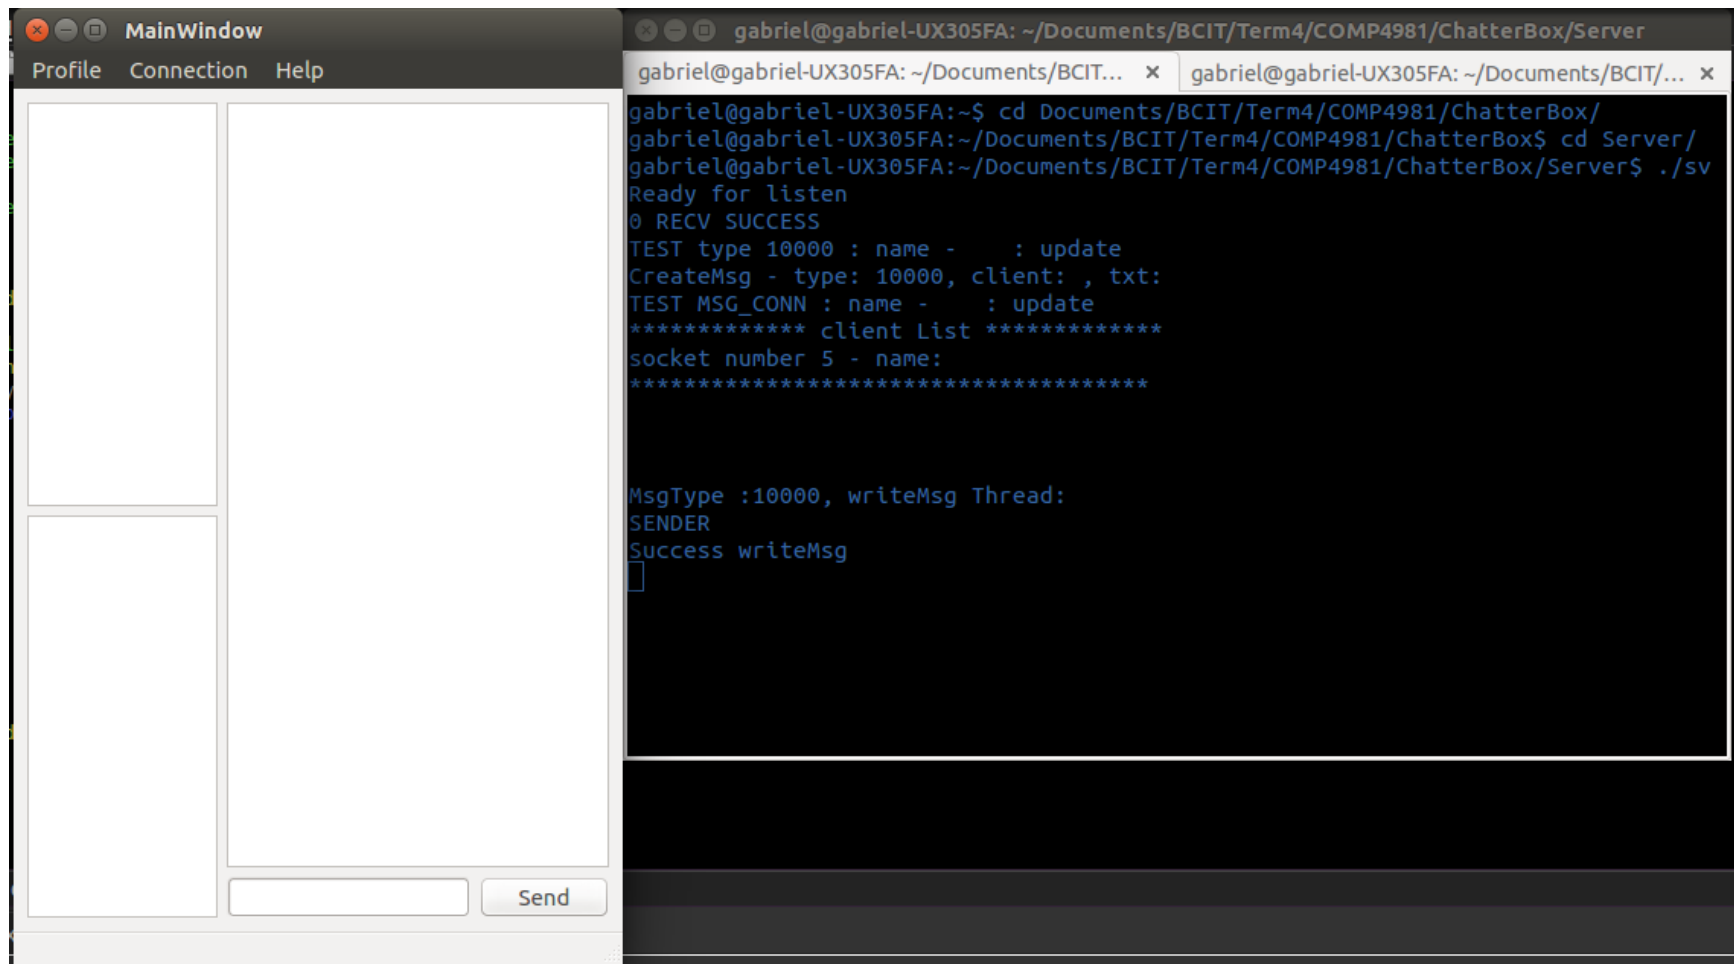 MainWindow
Profile Connection Help
Send
gabriel@gabriel-UX305FA: ~/Documents/BCIT/Term4/COMP4981/ChatterBox/Server
gabriel@gabriel-UX305FA: ~/Documents/BCIT... × gabriel@gabriel-UX305FA: ~/Documents/BCIT/... ×
gabriel@gabriel-UX305FA:~$ cd Documents/BCIT/Term4/COMP4981/ChatterBox/
gabriel@gabriel-UX305FA:~/Documents/BCIT/Term4/COMP4981/ChatterBox$ cd Server/
gabriel@gabriel-UX305FA:~/Documents/BCIT/Term4/COMP4981/ChatterBox/Server$ ./sv
Ready for listen
0 RECV SUCCESS
TEST type 10000 : name -    : update
CreateMsg - type: 10000, client: , txt:
TEST MSG_CONN : name -    : update
************* client List *************
socket number 5 - name:
**************************************
MsgType :10000, writeMsg Thread:
SENDER
Success writeMsg